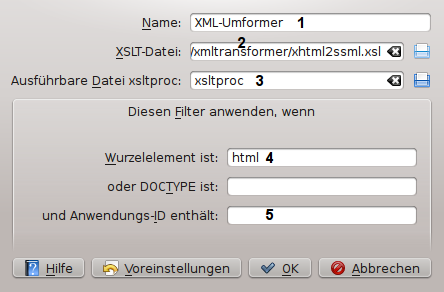 Name: XML-Umformer 1
2
XSLT-Datei: /xmltransformer/xhtml2ssml.xsl
Ausführbare Datei xsltproc: xsltproc 3
Diesen Filter anwenden, wenn
Wurzelelement ist: html 4
oder DOCTYPE ist:
und Anwendungs-ID enthält: 5
Hilfe Voreinstellungen OK Abbrechen